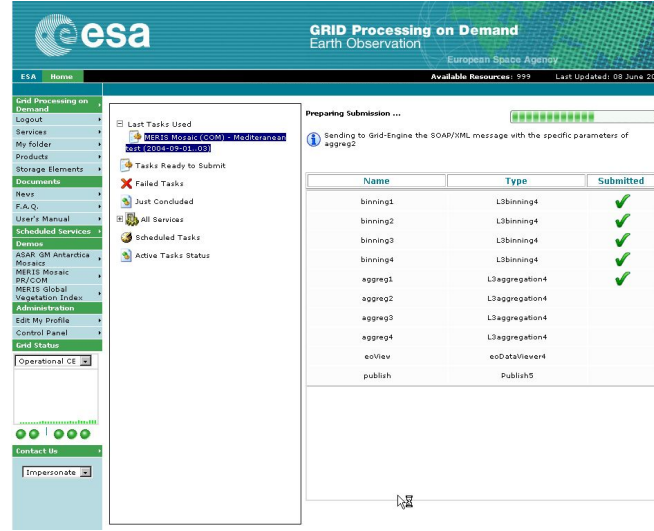 esa
GRID Processing on Demand
Earth Observation
European Space Agency
ESA Home
Available Resources: 999 Last Updated: 08 June 20
Grid Processing on
Demand
Logout
Services
My folder
Products
Storage Elements
Documents
News
F.A.Q.
User's Manual
Scheduled Services
Demos
ASAR GM Antarctica
Mosaics
MERIS Mosaic
PR/COM
MERIS Global
Vegetation Index
Administration
Edit My Profile
Control Panel
Grid Status
Operational CE
Contact Us
Impersonate
Last Tasks Used
MERIS Mosaic (COM) - Mediteranean
test (2004-09-01..03)
Tasks Ready to Submit
Failed Tasks
Just Concluded
All Services
Scheduled Tasks
Active Tasks Status
Preparing Submission ...
Sending to Grid-Engine the SOAP/XML message with the specific parameters of
aggreg2
Name Type Submitted
binning1 L3binning4
binning2 L3binning4
binning3 L3binning4
binning4 L3binning4
aggreg1 L3aggregation4
aggreg2 L3aggregation4
aggreg3 L3aggregation4
aggreg4 L3aggregation4
eoView eoDataViewer4
publish Publish5